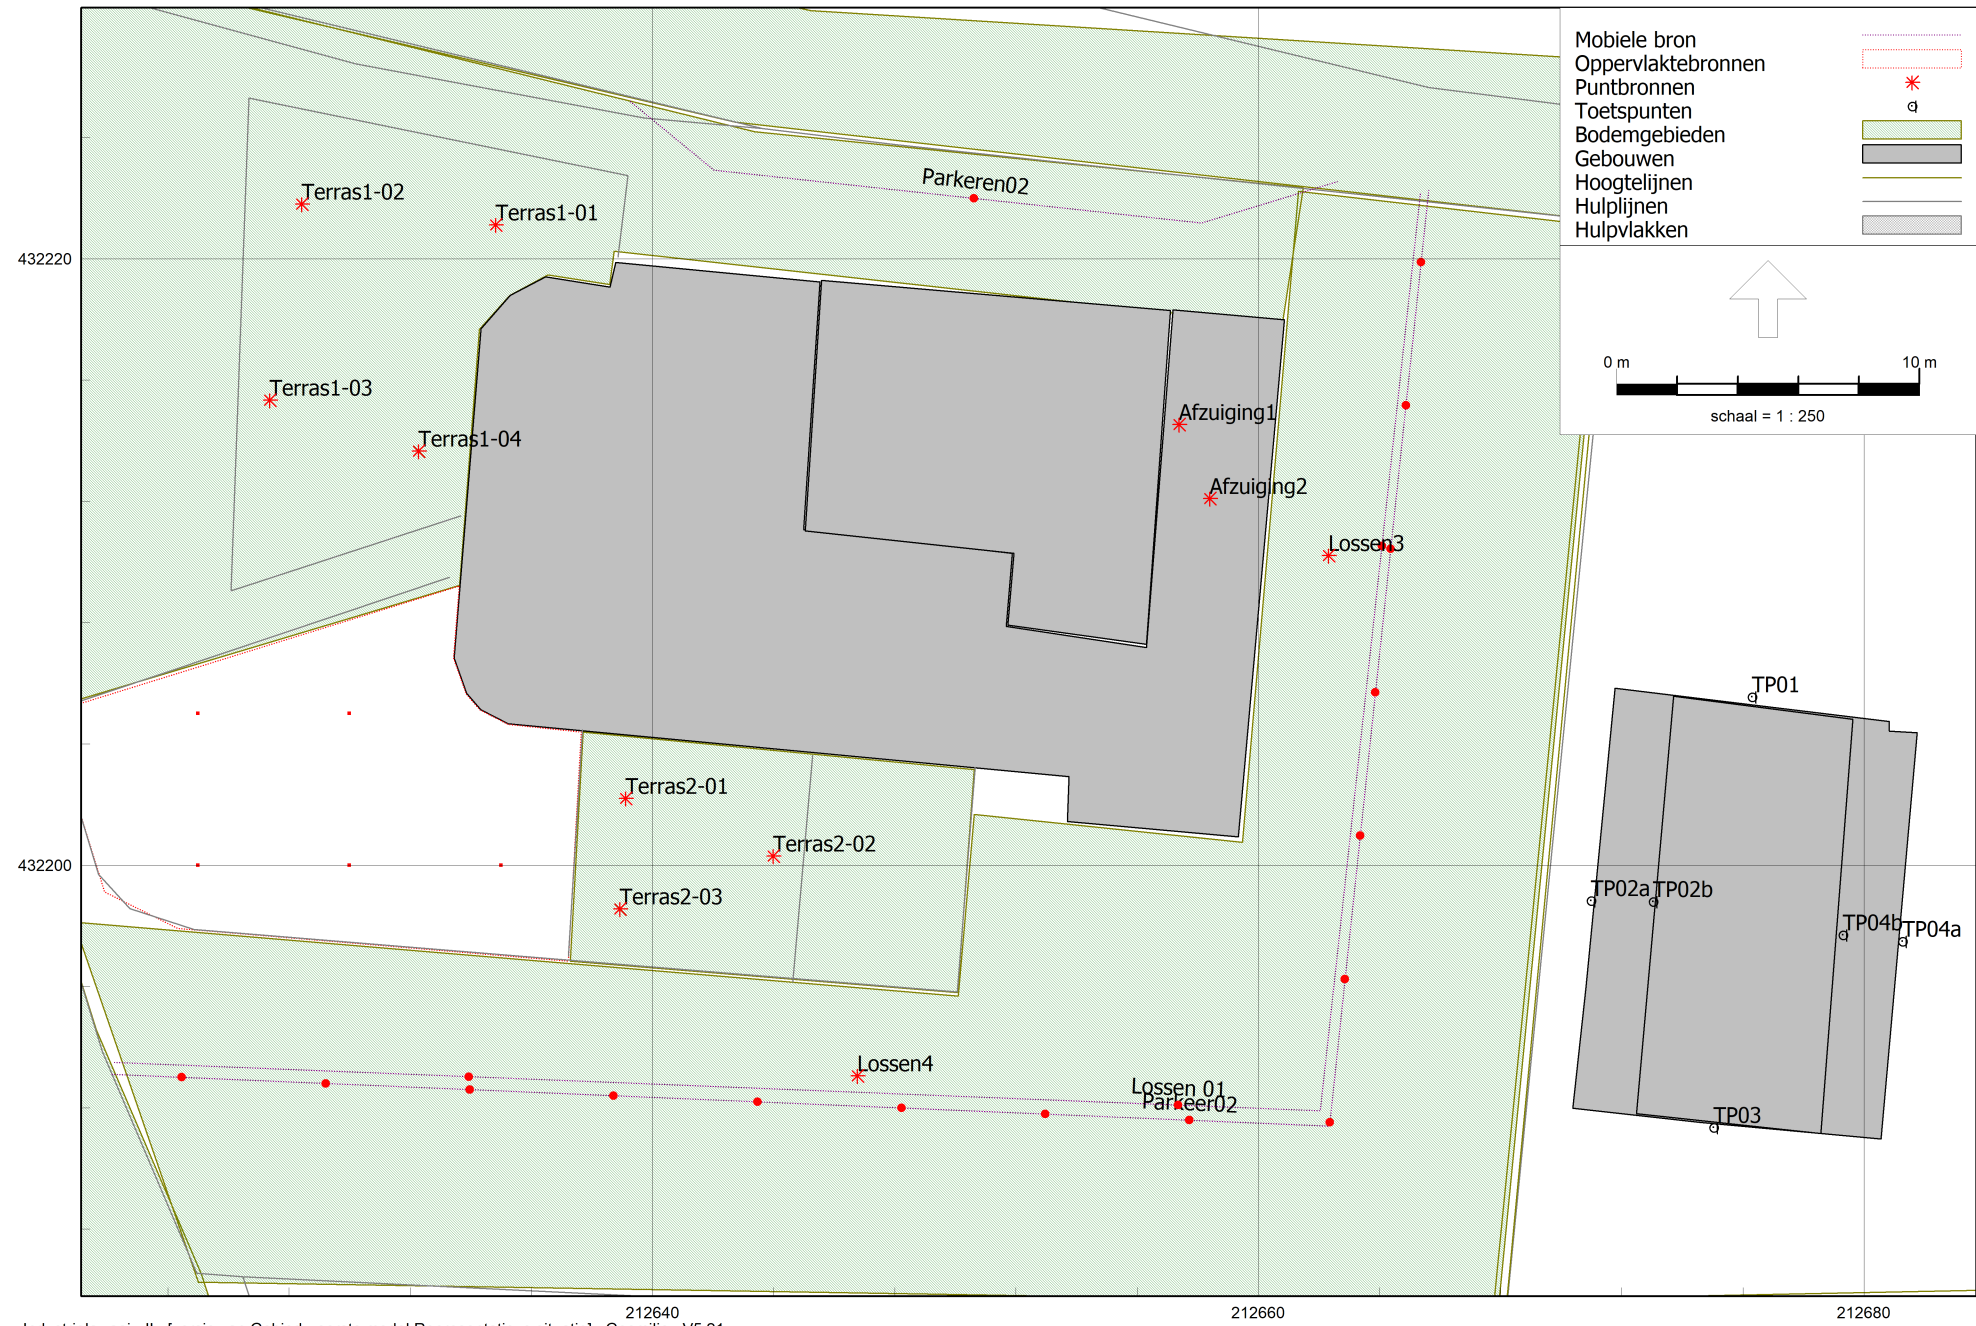 Mobiele bron
Oppervlaktebronnen
Puntbronnen
Toetspunten
Bodemgebieden
Gebouwen
Hoogtelijnen
Hulplijnen
Hulpvlakken
0 m 10 m
schaal = 1 : 250
Parkeren02
Terras1-02
Terras1-01
432220
Terras1-03
Terras1-04
Afzuiging1
Afzuiging2
Lossen3
TP01
Terras2-01
Terras2-02
432200
Terras2-03
TP02a
TP02b
TP04b
TP04a
Lossen4
Lossen 01
Parkeer02
TP03
212640
212660
212680